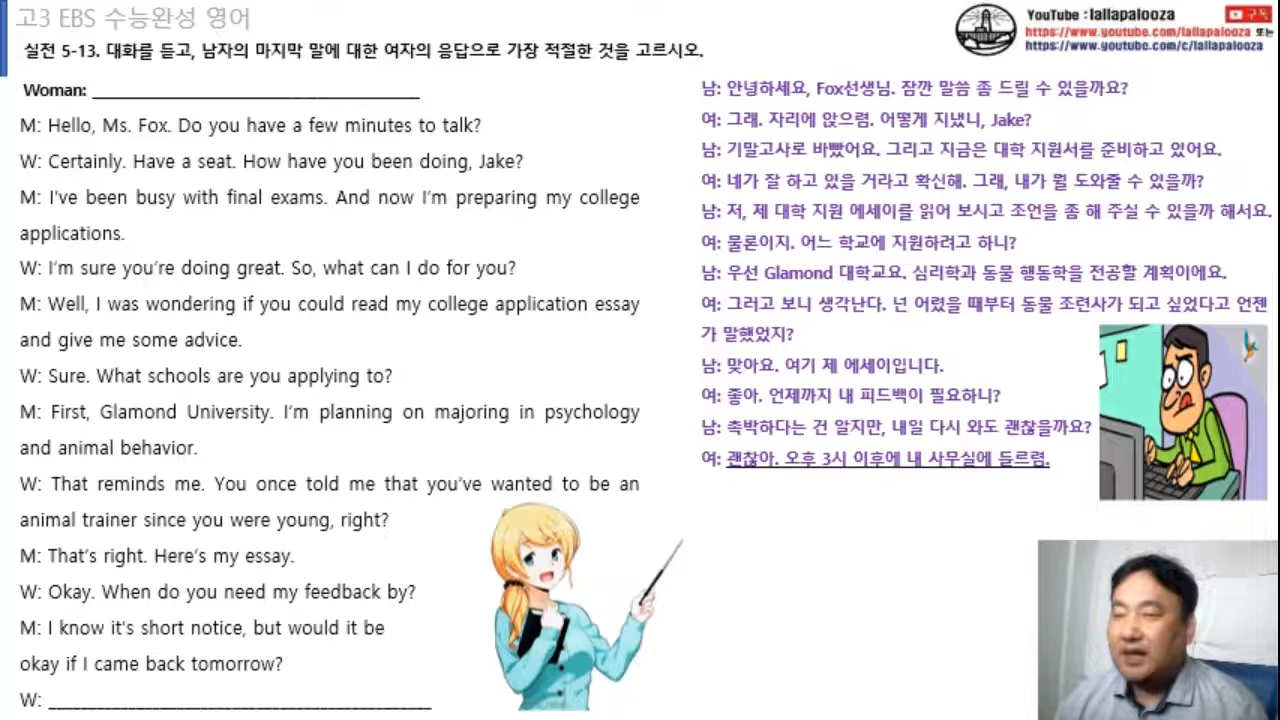 고3 EBS 수능완성 영어
YouTube : lallapalooza
구독
https://www.youtube.com/lallapalooza 또는
https://www.youtube.com/c/lallapalooza
실전 5-13. 대화를 듣고, 남자의 마지막 말에 대한 여자의 응답으로 가장 적절한 것을 고르시오.
Woman: ______________________________________
M: Hello, Ms. Fox. Do you have a few minutes to talk?
W: Certainly. Have a seat. How have you been doing, Jake?
M: I've been busy with final exams. And now I'm preparing my college
applications.
W: I'm sure you're doing great. So, what can I do for you?
M: Well, I was wondering if you could read my college application essay
and give me some advice.
W: Sure. What schools are you applying to?
M: First, Glamond University. I'm planning on majoring in psychology
and animal behavior.
W: That reminds me. You once told me that you've wanted to be an
animal trainer since you were young, right?
M: That's right. Here's my essay.
W: Okay. When do you need my feedback by?
M: I know it's short notice, but would it be
okay if I came back tomorrow?
W: ______________________________________
남: 안녕하세요, Fox선생님. 잠깐 말씀 좀 드릴 수 있을까요?
여: 그래. 자리에 앉으렴. 어떻게 지냈니, Jake?
남: 기말고사로 바빴어요. 그리고 지금은 대학 지원서를 준비하고 있어요.
여: 네가 잘 하고 있을 거라고 확신해. 그래, 내가 뭘 도와줄 수 있을까?
남: 저, 제 대학 지원 에세이를 읽어 보시고 조언을 좀 해 주실 수 있을까 해서요.
여: 물론이지. 어느 학교에 지원하려고 하니?
남: 우선 Glamond 대학교요. 심리학과 동물 행동학을 전공할 계획이에요.
여: 그러고 보니 생각난다. 넌 어렸을 때부터 동물 조련사가 되고 싶었다고 언젠
가 말했었지?
남: 맞아요. 여기 제 에세이입니다.
여: 좋아. 언제까지 내 피드백이 필요하니?
남: 촉박하다는 건 알지만, 내일 다시 와도 괜찮을까요?
여: 괜찮아. 오후 3시 이후에 내 사무실에 들르렴.